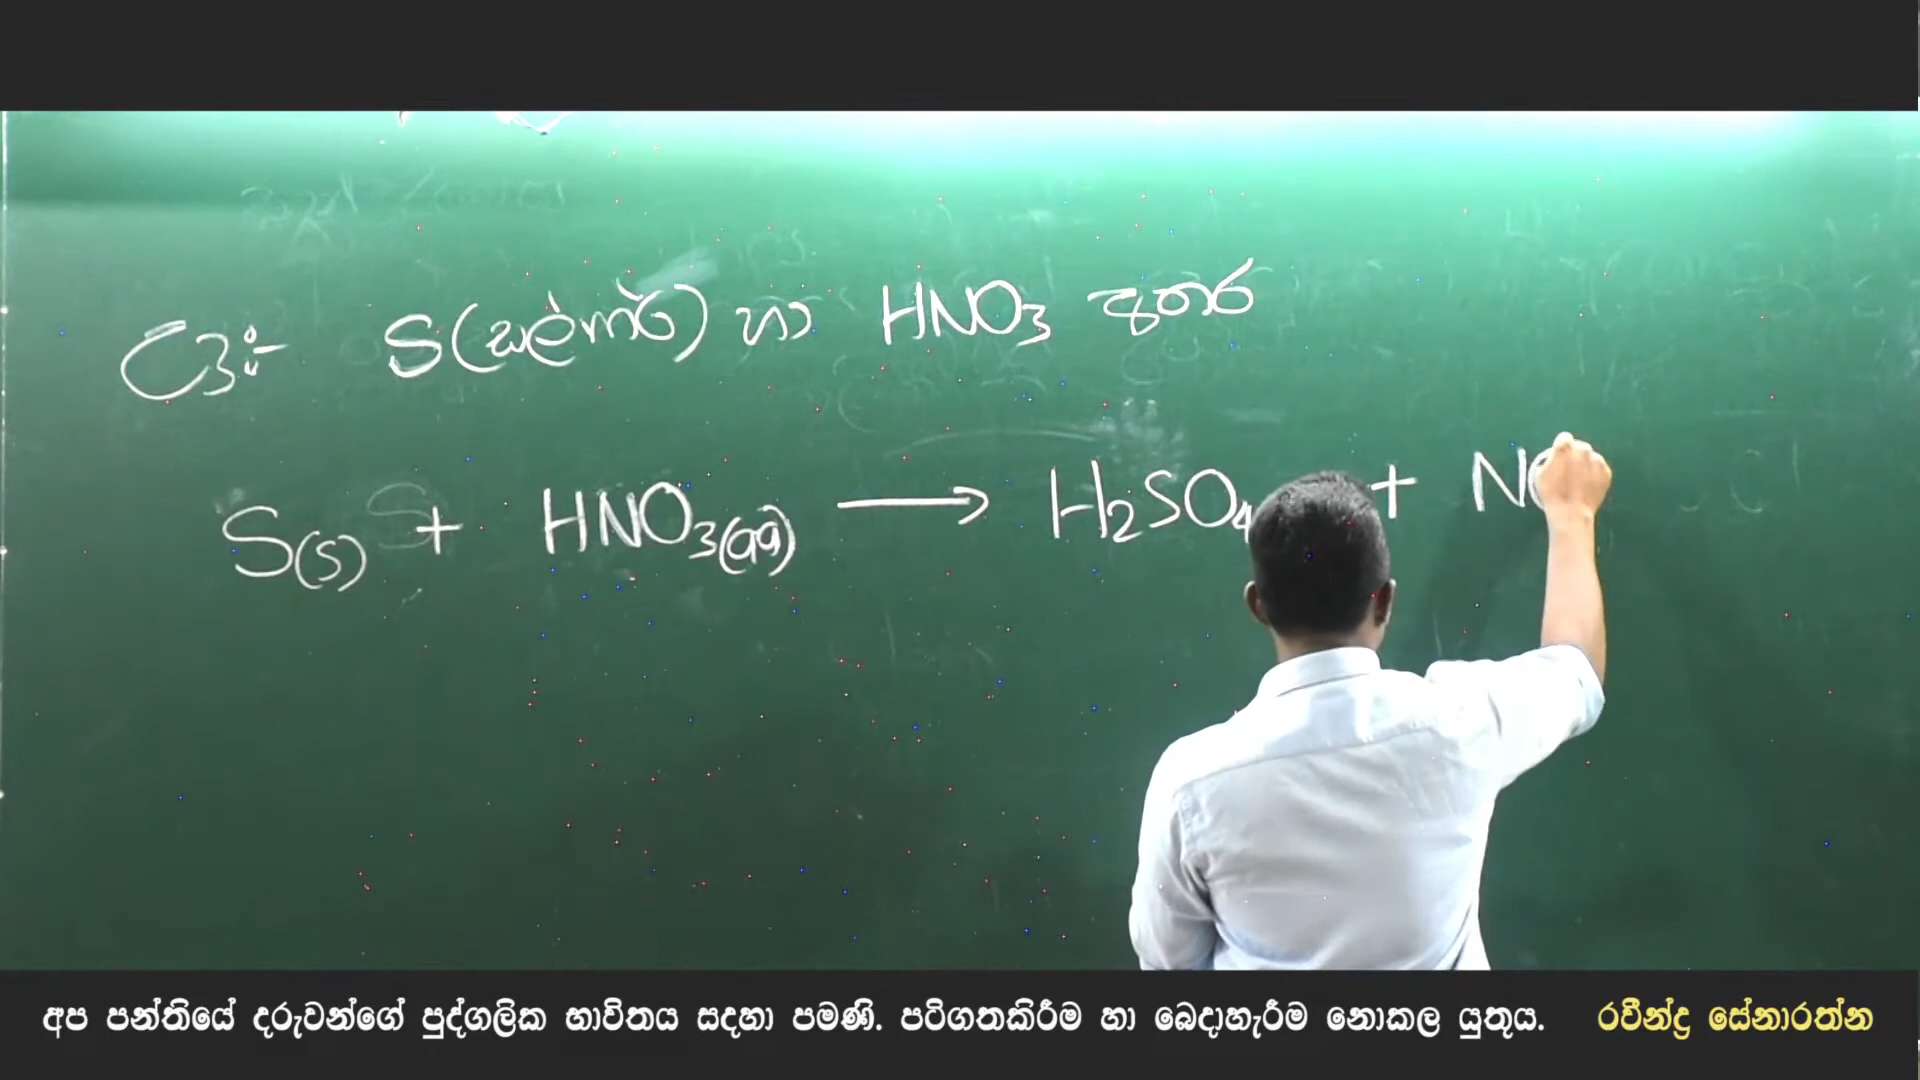 උදා:- S(සල්ෆර්) හා HNO₃ අතර
S(s) + HNO₃(aq) ⟶ H₂SO₄ + N
අප පන්තියේ දරුවන්ගේ පුද්ගලික භාවිතය සදහා පමණි. පටිගතකිරීම හා බෙදාහැරීම නොකල යුතුය. රවීන්ද්‍ර සේනාරත්න